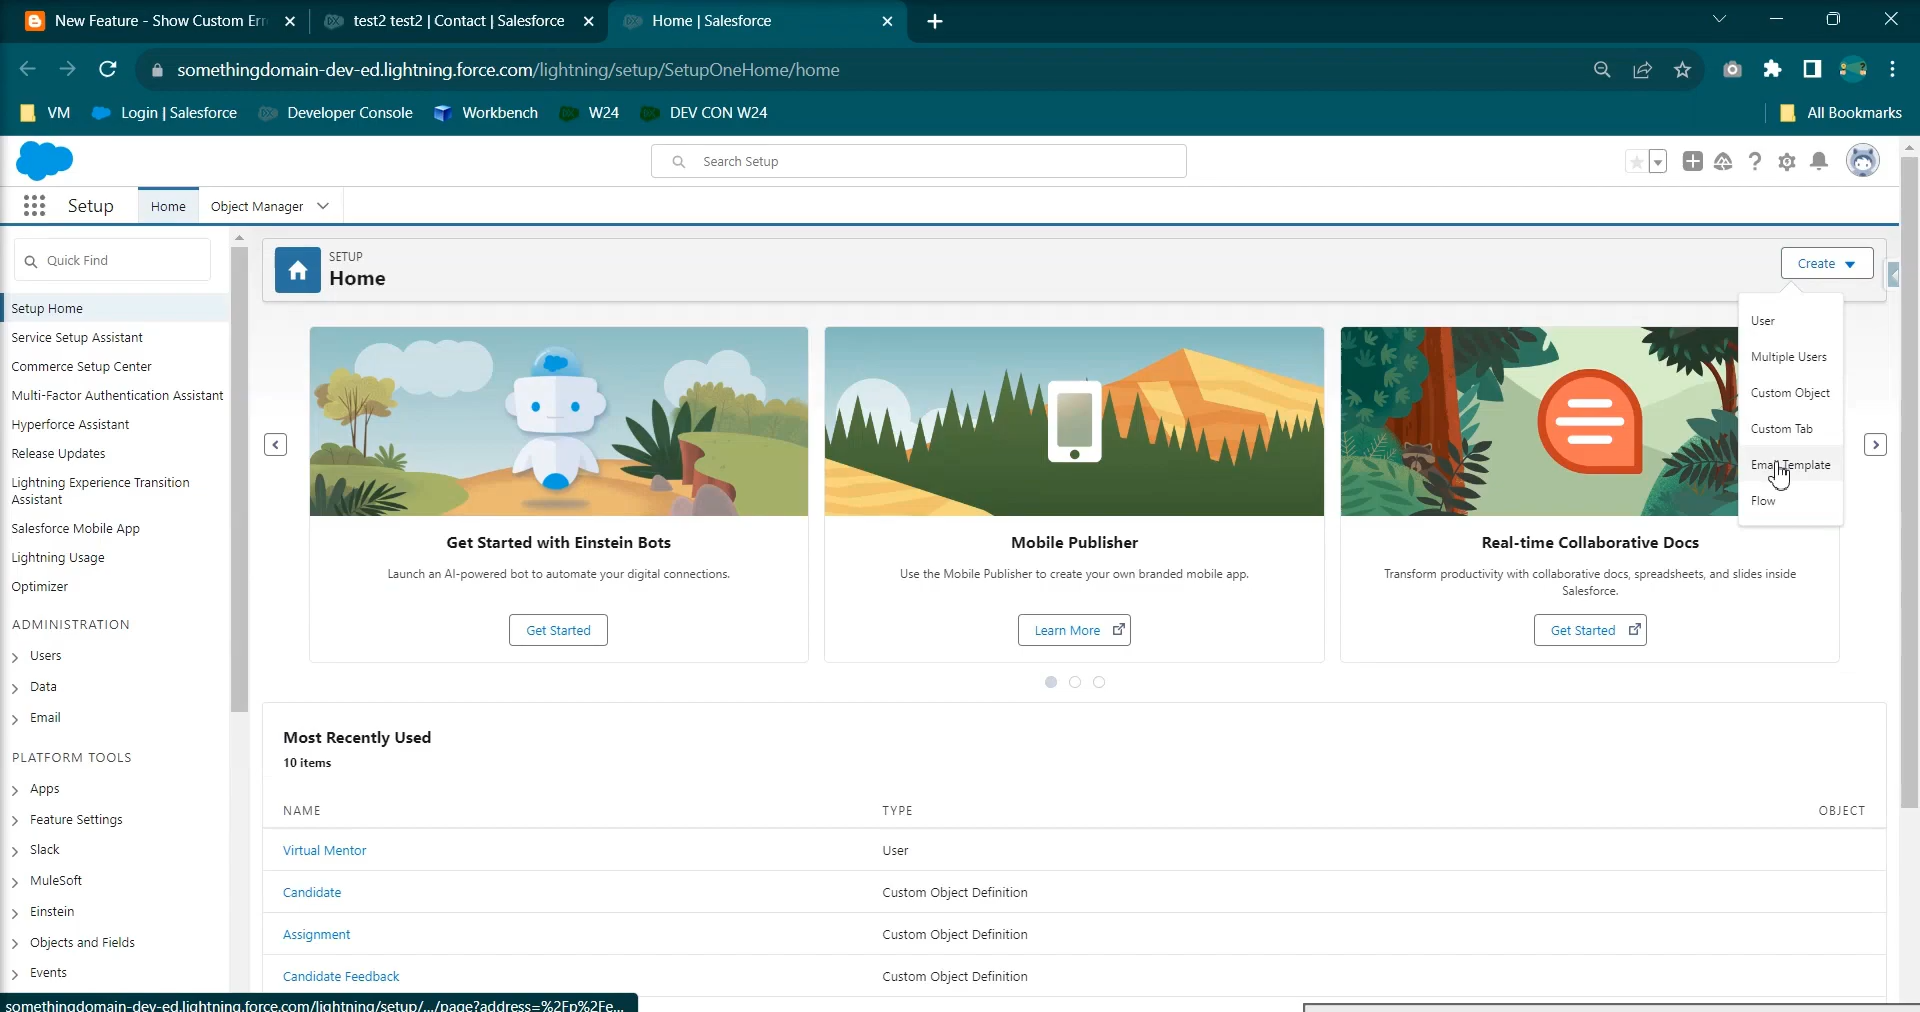 New Feature - Show Custom Err
test2 test2 | Contact | Salesforce
Home | Salesforce
somethingdomain-dev-ed.lightning.force.com/lightning/setup/SetupOneHome/home
VM
Login | Salesforce
Developer Console
Workbench
W24
DEV CON W24
All Bookmarks
Search Setup
Setup
Home
Object Manager
Quick Find
Setup Home
Service Setup Assistant
Commerce Setup Center
Multi-Factor Authentication Assistant
Hyperforce Assistant
Release Updates
Lightning Experience Transition
Assistant
Salesforce Mobile App
Lightning Usage
Optimizer
ADMINISTRATION
Users
Data
Email
PLATFORM TOOLS
Apps
Feature Settings
Slack
MuleSoft
Einstein
Objects and Fields
Events
SETUP
Home
Create
User
Multiple Users
Custom Object
Custom Tab
Email Template
Flow
Get Started with Einstein Bots
Launch an AI-powered bot to automate your digital connections.
Get Started
Mobile Publisher
Use the Mobile Publisher to create your own branded mobile app.
Learn More
Real-time Collaborative Docs
Transform productivity with collaborative docs, spreadsheets, and slides inside
Salesforce.
Get Started
Most Recently Used
10 items
NAME TYPE OBJECT
Virtual Mentor User
Candidate Custom Object Definition
Assignment Custom Object Definition
Candidate Feedback Custom Object Definition
somethingdomain-dev-ed.lightning.force.com/lightning/setup/.../page?address=%2Fp%2Fe...